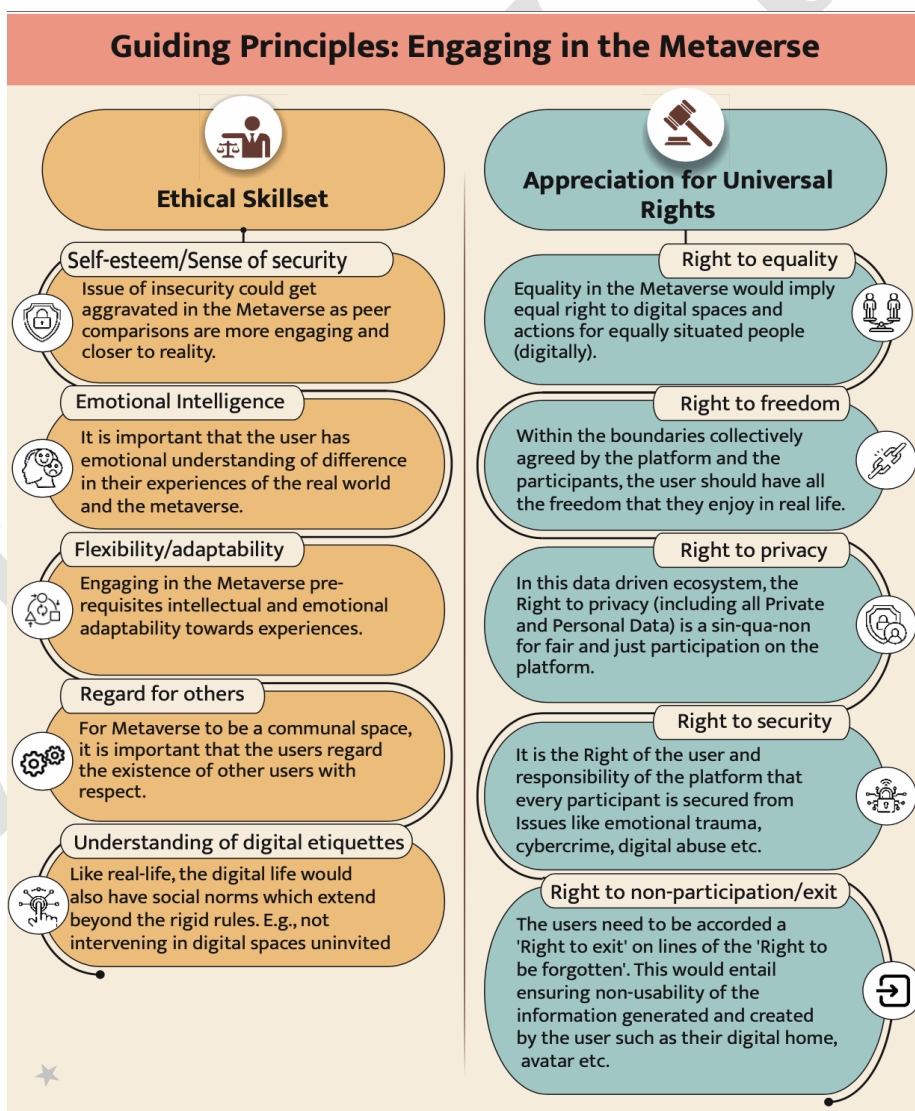 Guiding Principles: Engaging in the Metaverse
Ethical Skillset
Self-esteem/Sense of security
Issue of insecurity could get
aggravated in the Metaverse as peer
comparisons are more engaging and
closer to reality.
Emotional Intelligence
It is important that the user has
emotional understanding of difference
in their experiences of the real world
and the metaverse.
Flexibility/adaptability
Engaging in the Metaverse pre-
requisites intellectual and emotional
adaptability towards experiences.
Regard for others
For Metaverse to be a communal space,
it is important that the users regard
the existence of other users with
respect.
Understanding of digital etiquettes
Like real-life, the digital life would
also have social norms which extend
beyond the rigid rules. E.g., not
intervening in digital spaces uninvited
Appreciation for Universal
Rights
Right to equality
Equality in the Metaverse would imply
equal right to digital spaces and
actions for equally situated people
(digitally).
Right to freedom
Within the boundaries collectively
agreed by the platform and the
participants, the user should have all
the freedom that they enjoy in real life.
Right to privacy
In this data driven ecosystem, the
Right to privacy (including all Private
and Personal Data) is a sin-qua-non
for fair and just participation on the
platform.
Right to security
It is the Right of the user and
responsibility of the platform that
every participant is secured from
Issues like emotional trauma,
cybercrime, digital abuse etc.
Right to non-participation/exit
The users need to be accorded a
'Right to exit' on lines of the 'Right to
be forgotten'. This would entail
ensuring non-usability of the
information generated and created
by the user such as their digital home,
avatar etc.